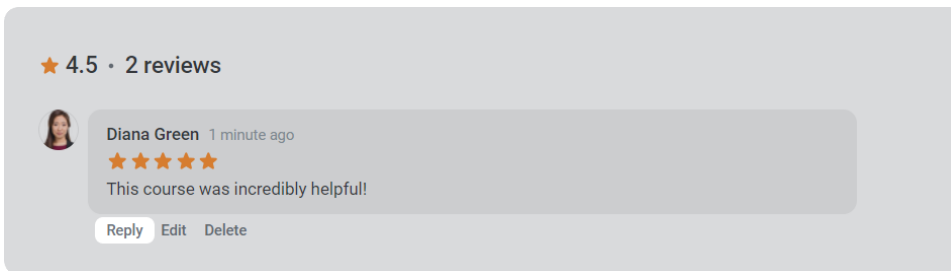 4.5 • 2 reviews
Diana Green 1 minute ago
This course was incredibly helpful!
Reply Edit Delete